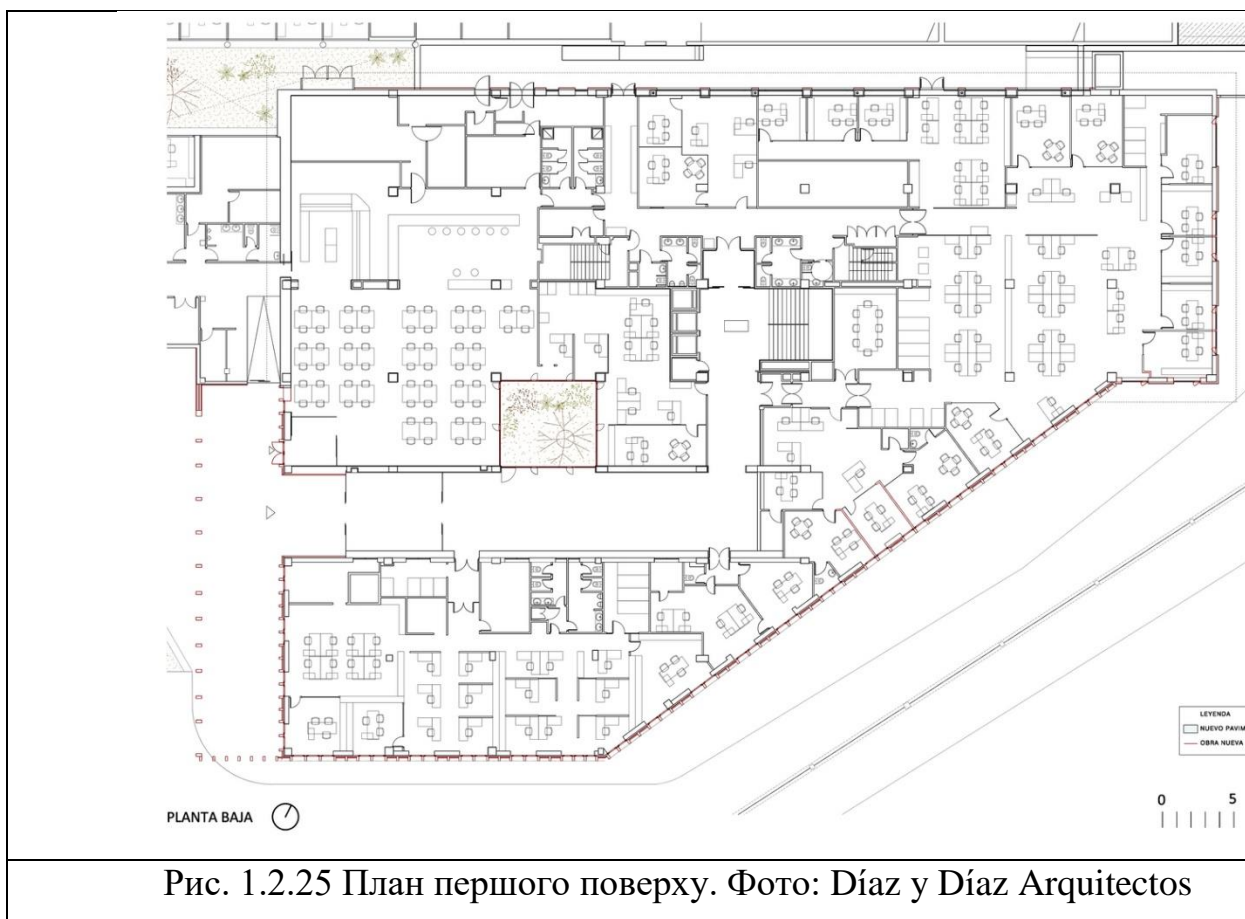 LEYENDA
NUEVO PAVIM
OBRA NUEVA
0 5
PLANTA BAJA
Рис. 1.2.25 План першого поверху. Фото: Díaz y Díaz Arquitectos